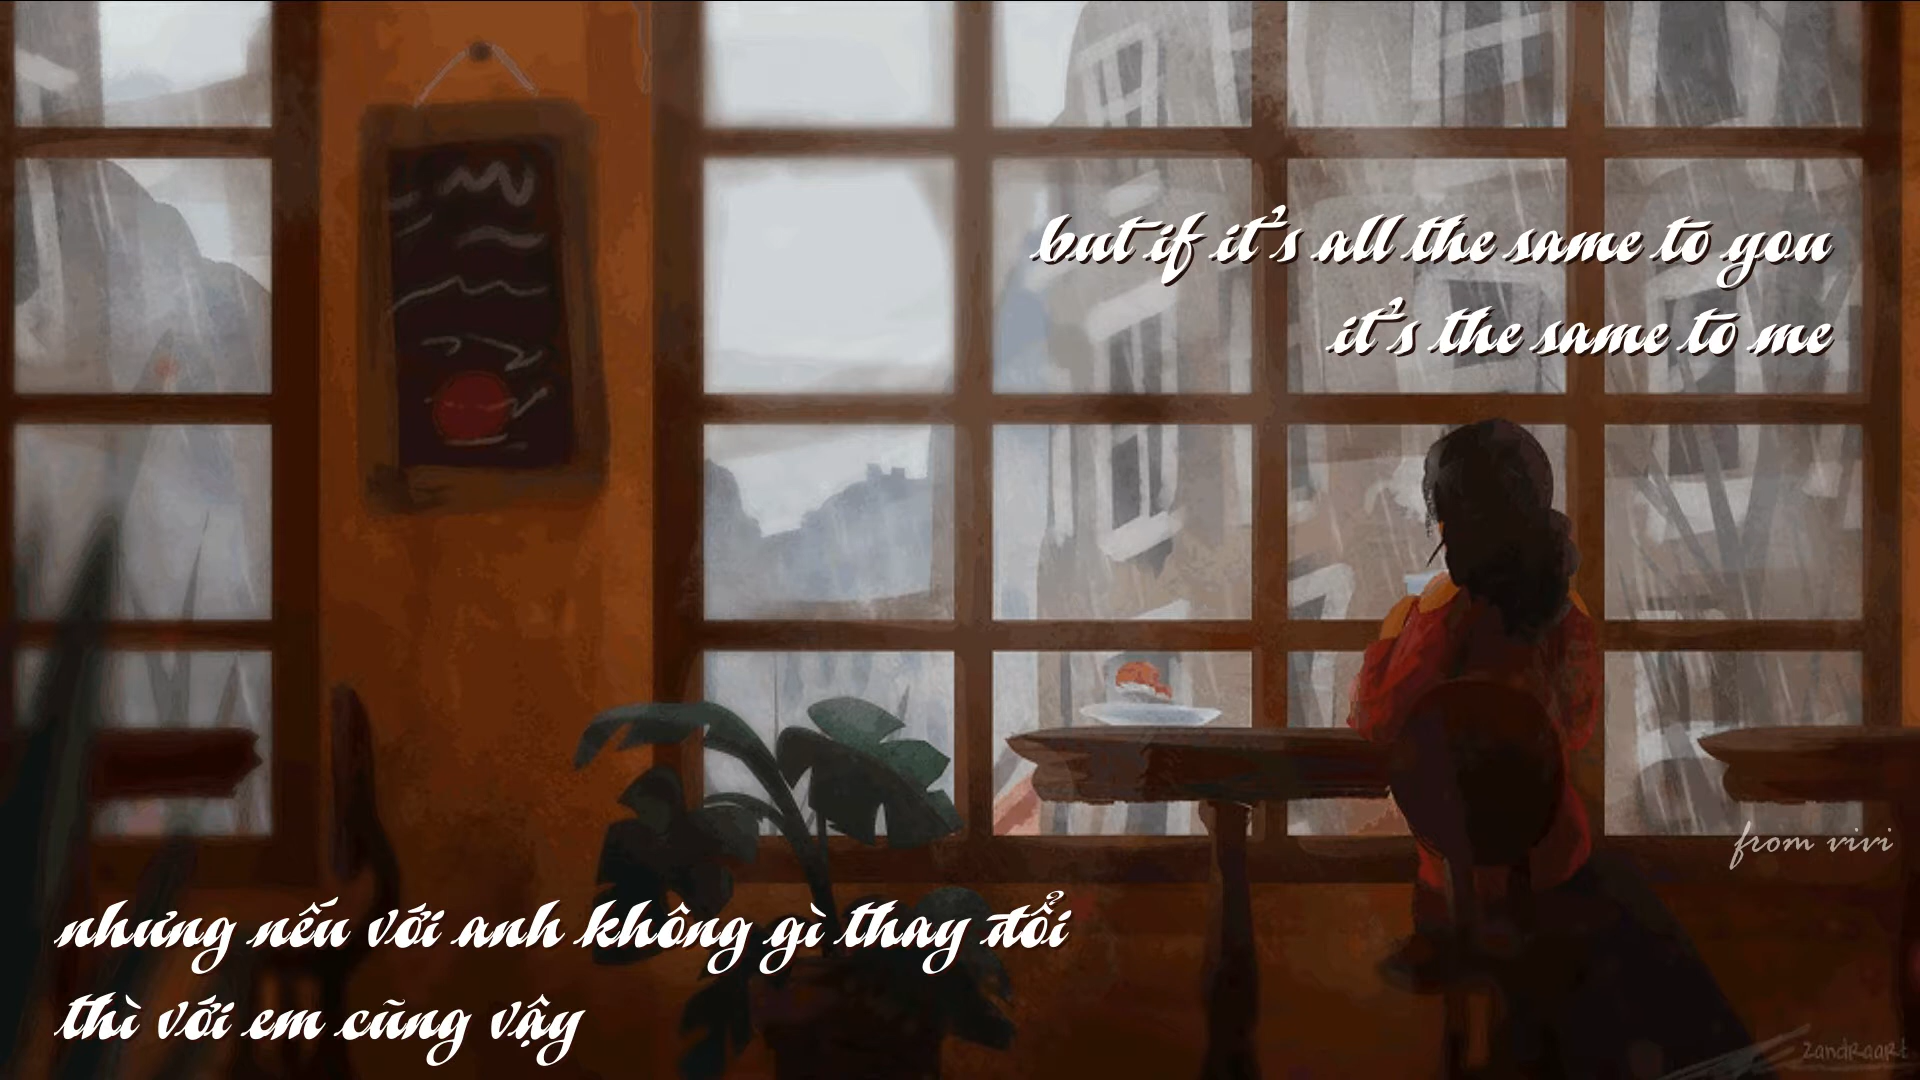 but if it's all the same to you
it's the same to me
from vivi
nhưng nếu với anh không gì thay đổi
thì với em cũng vậy
ZandRaaRt